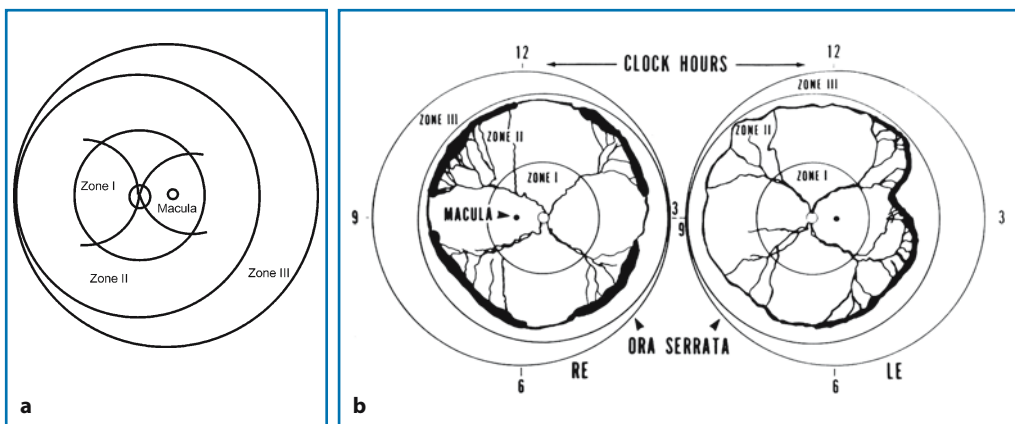 Zone I
Macula
Zone II
Zone III
a
12
12
CLOCK HOURS
ZONE III
ZONE III
ZONE II
ZONE II
ZONE I
ZONE I
MACULA
9
3
9
3
ORA SERRATA
RE
LE
6
6
b